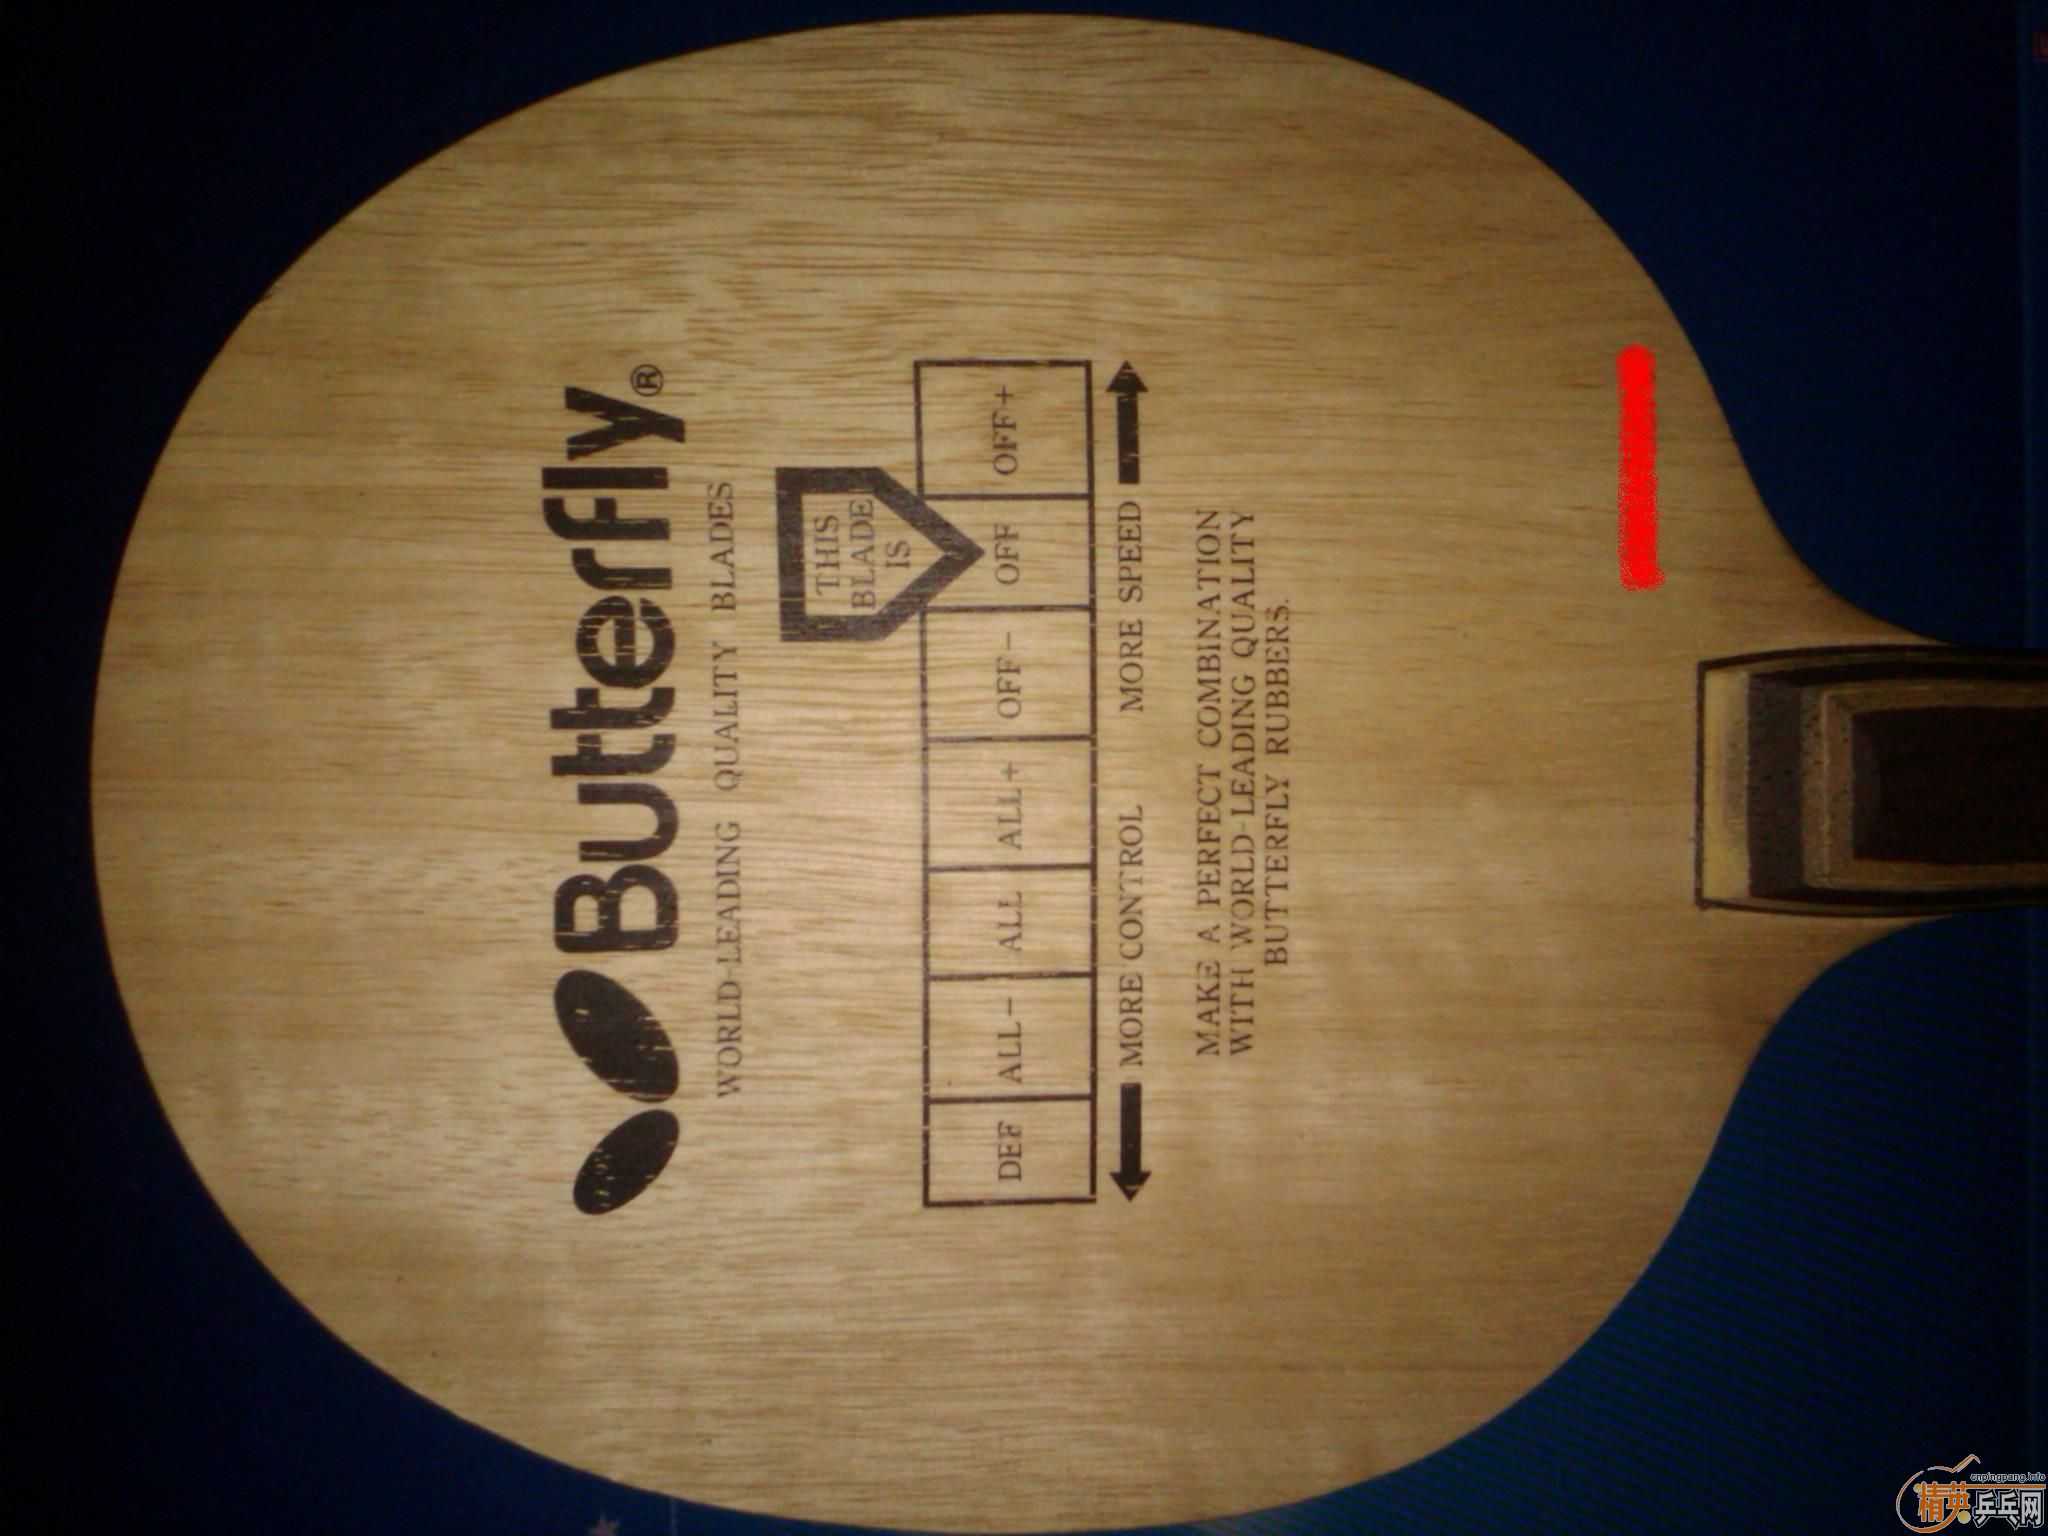 Butterfly®
WORLD-LEADING QUALITY BLADES
THIS
BLADE
IS
DEF ALL- ALL ALL+ OFF- OFF OFF+
MORE CONTROL MORE SPEED
MAKE A PERFECT COMBINATION
WITH WORLD-LEADING QUALITY
BUTTERFLY RUBBERS.
cnpingpang.info
精英乒乓网